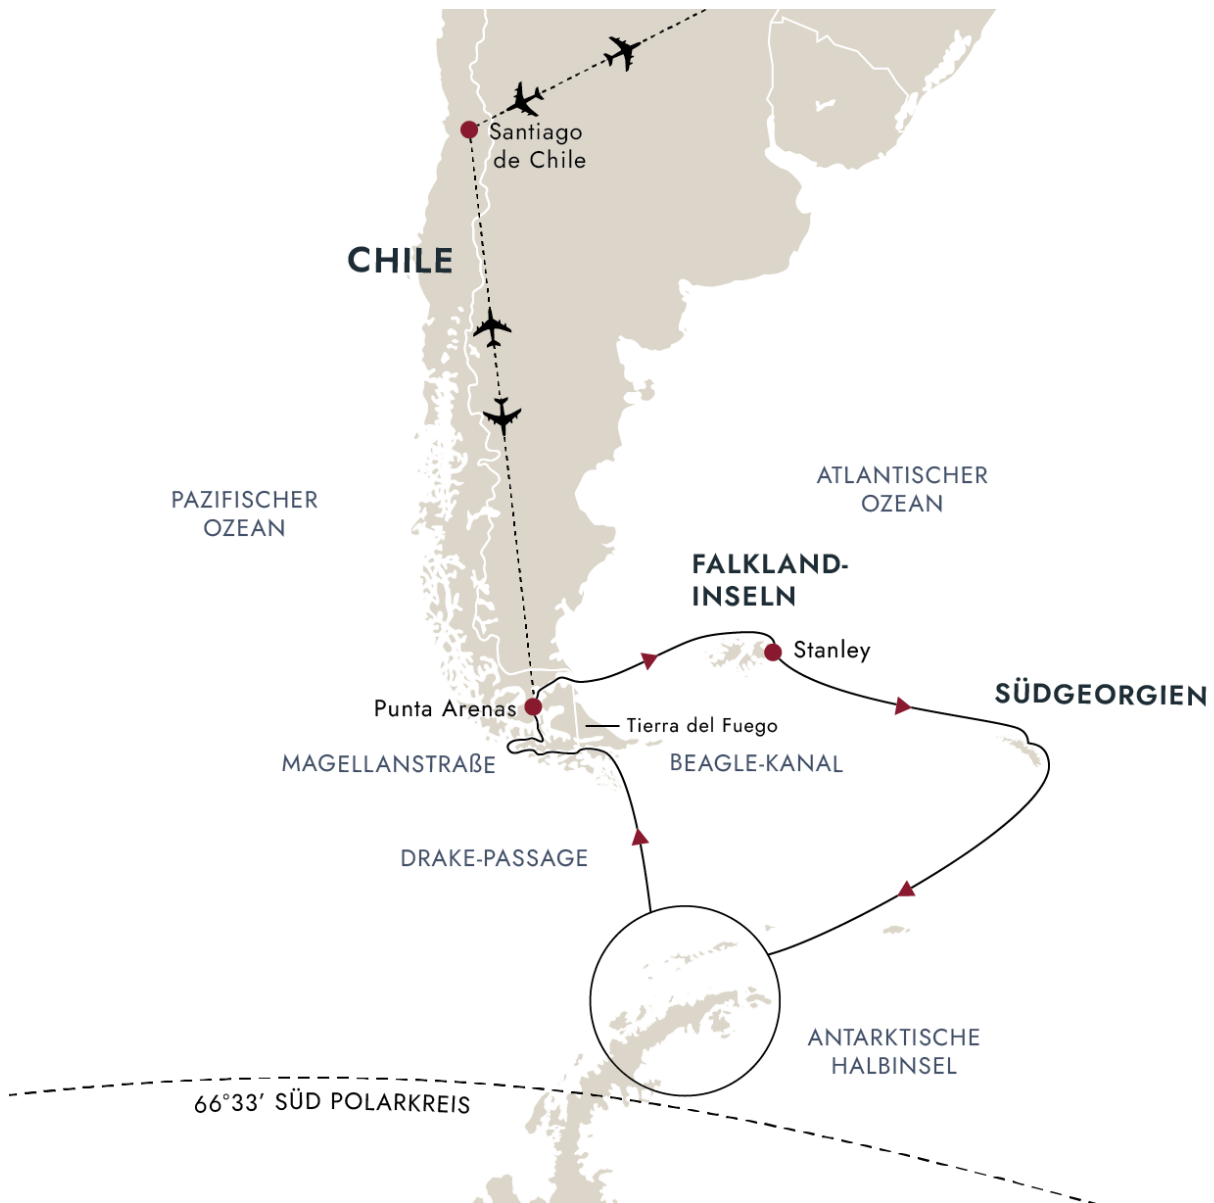 Santiago
de Chile
CHILE
PAZIFISCHER
OZEAN
ATLANTISCHER
OZEAN
FALKLAND-
INSELN
Stanley
SÜDGEORGIEN
Punta Arenas
Tierra del Fuego
MAGELLANSTRAßE
BEAGLE-KANAL
DRAKE-PASSAGE
ANTARKTISCHE
HALBINSEL
66°33’ SÜD POLARKREIS